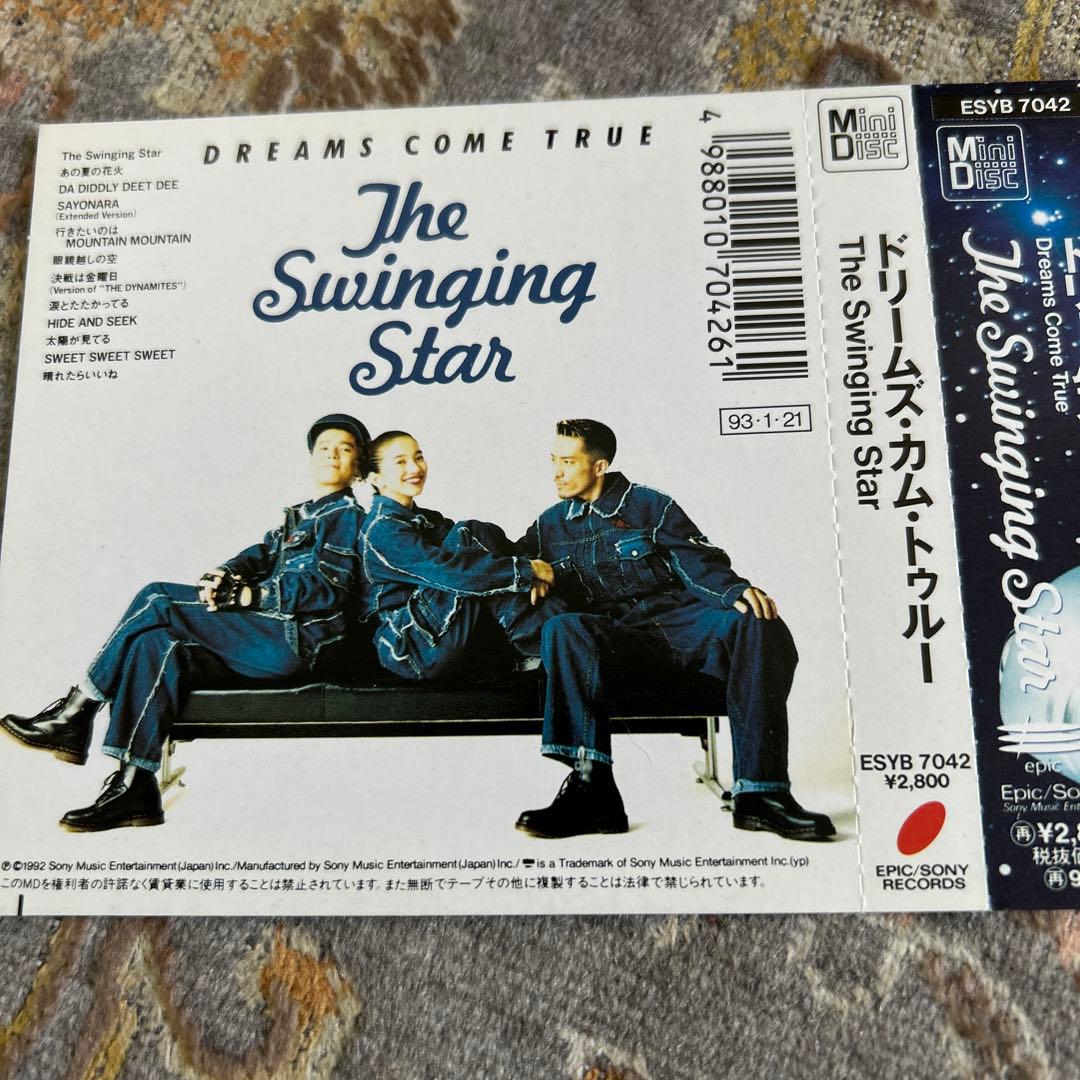 The Swinging Star
あの夏の花火
DA DIDDLY DEET DEE
SAYONARA
(Extended Version)
行きたいのは
MOUNTAIN MOUNTAIN
眼鏡越しの空
決戦は金曜日
(Version of "THE DYNAMITES")
涙とたたかってる
HIDE AND SEEK
太陽が見てる
SWEET SWEET SWEET
晴れたらいいね
DREAMS COME TRUE
The
Swinging
Star
4 988010 704261
93・1・21
℗©1992 Sony Music Entertainment (Japan) Inc./Manufactured by Sony Music Entertainment (Japan) Inc./ is a Trademark of Sony Music Entertainment Inc. (yp)
このMDを権利者の許諾なく賃貸業に使用することは禁止されています。また無断でテープその他に複製することは法律で禁じられています。
Mini
Disc
ドリームズ・カム・トゥルー
The Swinging Star
ESYB 7042
¥2,800
EPIC/SONY
RECORDS
ESYB 7042
Mini
Disc
Dreams Come True
The Swinging Star
epic
Epic/So
Sony Music Ent
再¥2,8
税抜価
再